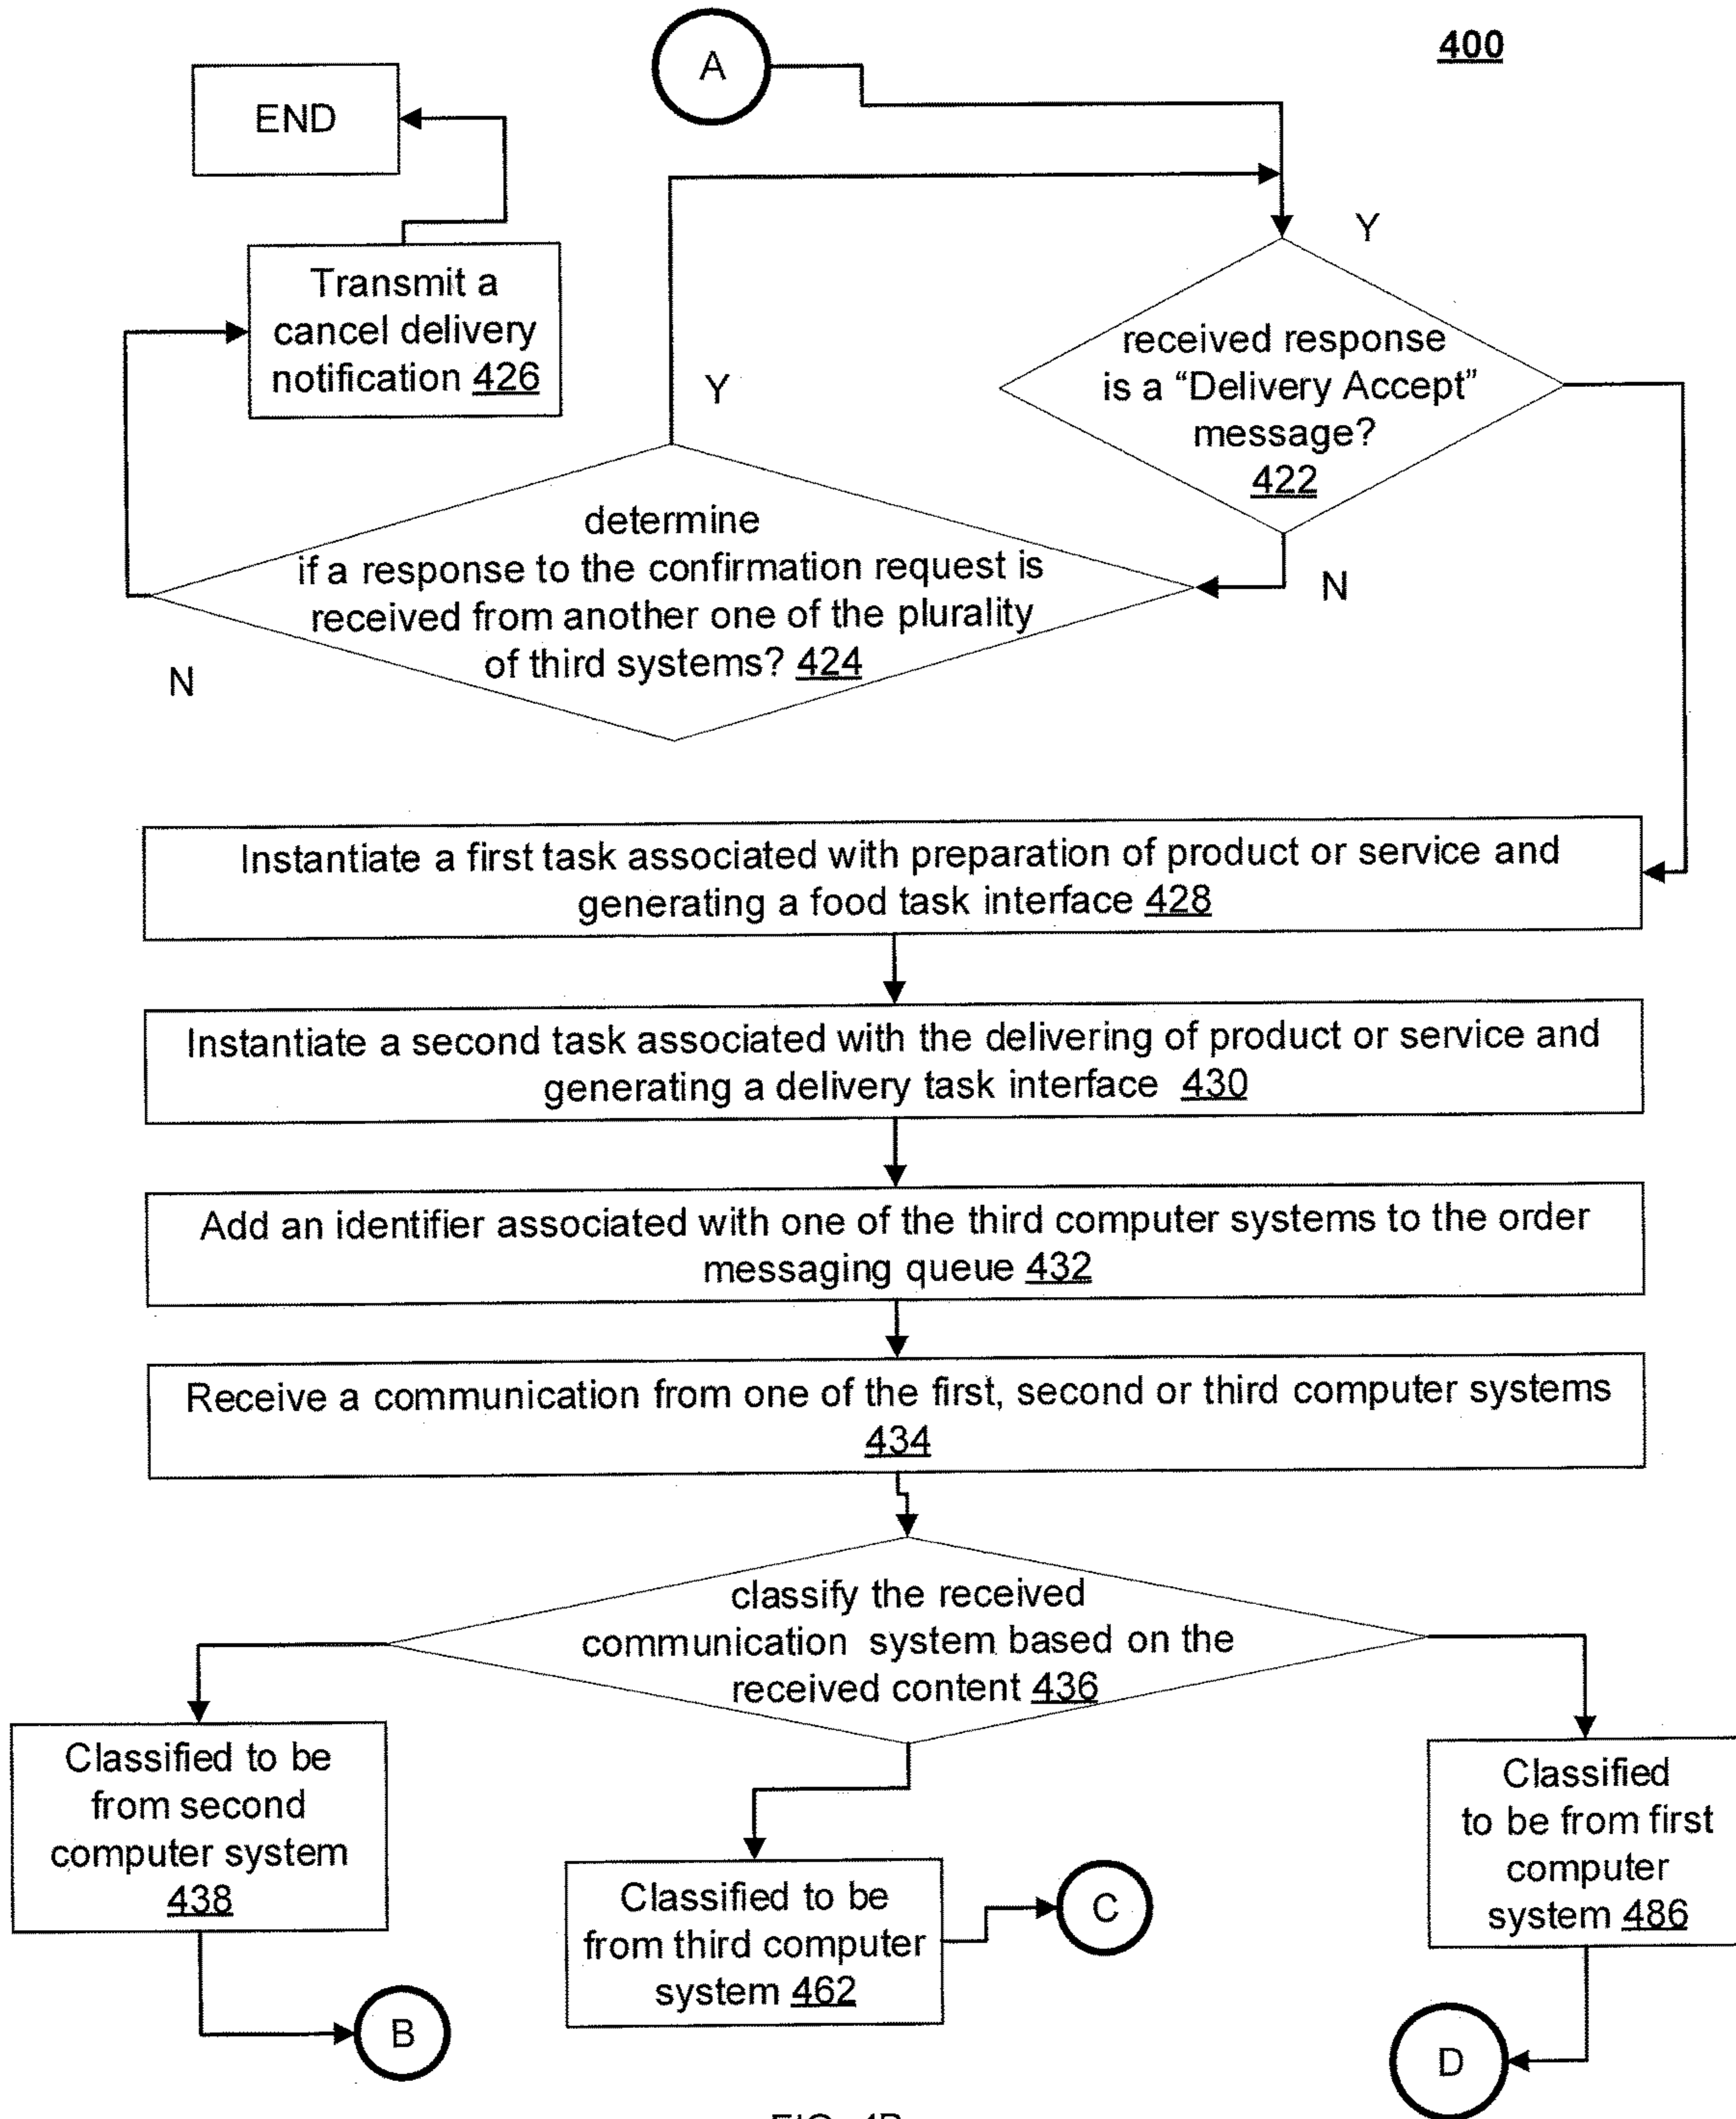 400
A
END
Transmit a
cancel delivery
notification 426
Y
received response
is a “Delivery Accept”
message?
422
Y
determine
if a response to the confirmation request is
received from another one of the plurality
of third systems? 424
N
N
Instantiate a first task associated with preparation of product or service and
generating a food task interface 428
Instantiate a second task associated with the delivering of product or service and
generating a delivery task interface 430
Add an identifier associated with one of the third computer systems to the order
messaging queue 432
Receive a communication from one of the first, second or third computer systems
434
classify the received
communication system based on the
received content 436
Classified to be
from second
computer system
438
Classified to be
from third computer
system 462
Classified
to be from first
computer
system 486
C
B
D